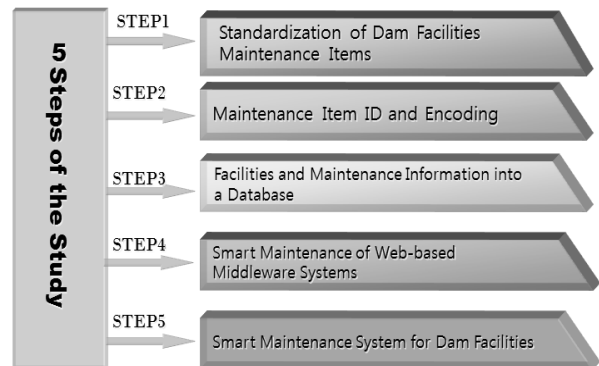 5 Steps of the Study
STEP1
Standardization of Dam Facilities
Maintenance Items
STEP2
Maintenance Item ID and Encoding
STEP3
Facilities and Maintenance Information into
a Database
STEP4
Smart Maintenance of Web-based
Middleware Systems
STEP5
Smart Maintenance System for Dam Facilities